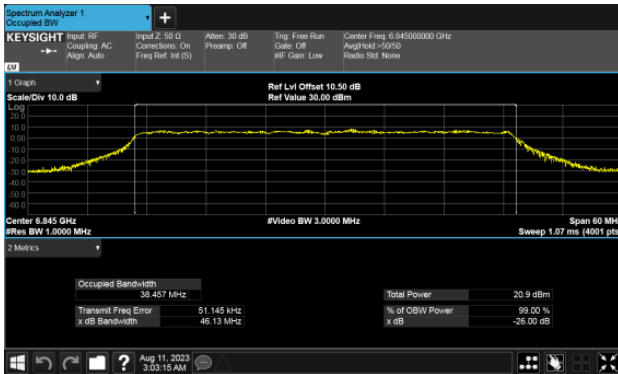 Spectrum Analyzer 1
Occupied BW
+
KEYSIGHT Input: RF Input Z: 50 Ω Atten: 30 dB Trig: Free Run Center Freq: 6.845000000 GHz
Coupling: AC Corrections: On Preamp: Off Gate: Off Avg|Hold:>50/50
Align: Auto Freq Ref: Int (S) #IF Gain: Low Radio Std: None
LXI
1 Graph
Ref Lvl Offset 10.50 dB
Scale/Div 10.0 dB Ref Value 30.00 dBm
Log
20.0
10.0
0.00
-10.0
-20.0
-30.0
-40.0
-50.0
-60.0
Center 6.845 GHz #Video BW 3.0000 MHz Span 60 MH
#Res BW 1.0000 MHz Sweep 1.07 ms (4001 pts
2 Metrics
Occupied Bandwidth
38.457 MHz Total Power 20.9 dBm
Transmit Freq Error 51.145 kHz % of OBW Power 99.00 %
x dB Bandwidth 46.13 MHz x dB -26.00 dB
? Aug 11, 2023
3:03:15 AM